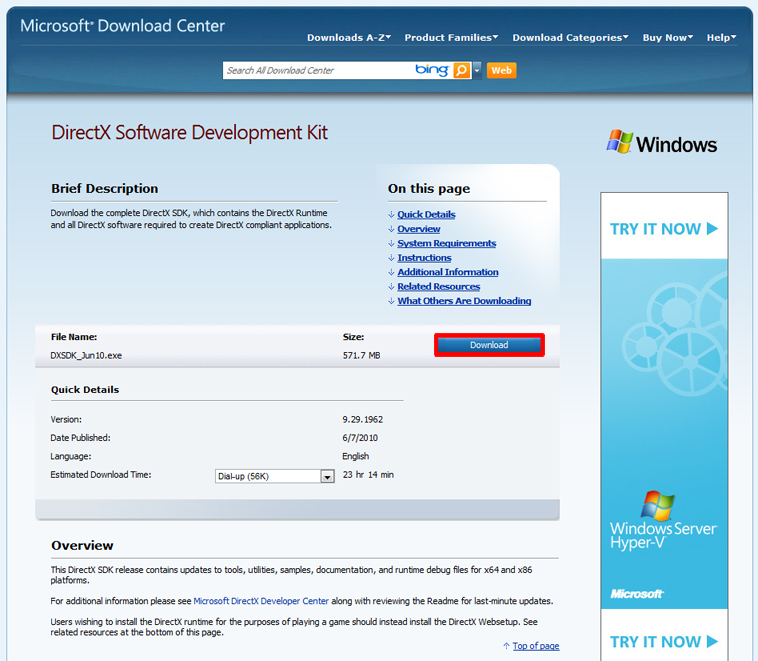 Microsoft® Download Center
Downloads A-Z
Product Families
Download Categories
Buy Now
Help
Search All Download Center
bing
Web
DirectX Software Development Kit
Brief Description
Download the complete DirectX SDK, which contains the DirectX Runtime
and all DirectX software required to create DirectX compliant applications.
On this page
Quick Details
Overview
System Requirements
Instructions
Additional Information
Related Resources
What Others Are Downloading
File Name:
Size:
DXSDK_Jun10.exe
571.7 MB
Download
Quick Details
Version:
9.29.1962
Date Published:
6/7/2010
Language:
English
Estimated Download Time:
Dial-up (56K)
23 hr 14 min
Overview
This DirectX SDK release contains updates to tools, utilities, samples, documentation, and runtime debug files for x64 and x86
platforms.
For additional information please see Microsoft DirectX Developer Center along with reviewing the Readme for last-minute updates.
Users wishing to install the DirectX runtime for the purposes of playing a game should instead install the DirectX Websetup. See
related resources at the bottom of this page.
Top of page
Windows
TRY IT NOW
Windows Server
Hyper-V
Microsoft
TRY IT NOW